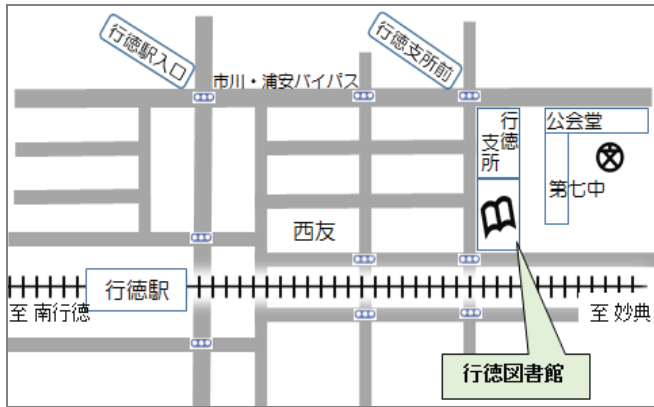 行徳駅入口
行徳支所前
市川・浦安バイパス
行徳
支所
公会堂
第七中
西友
行徳駅
至 南行徳
至 妙典
行徳図書館